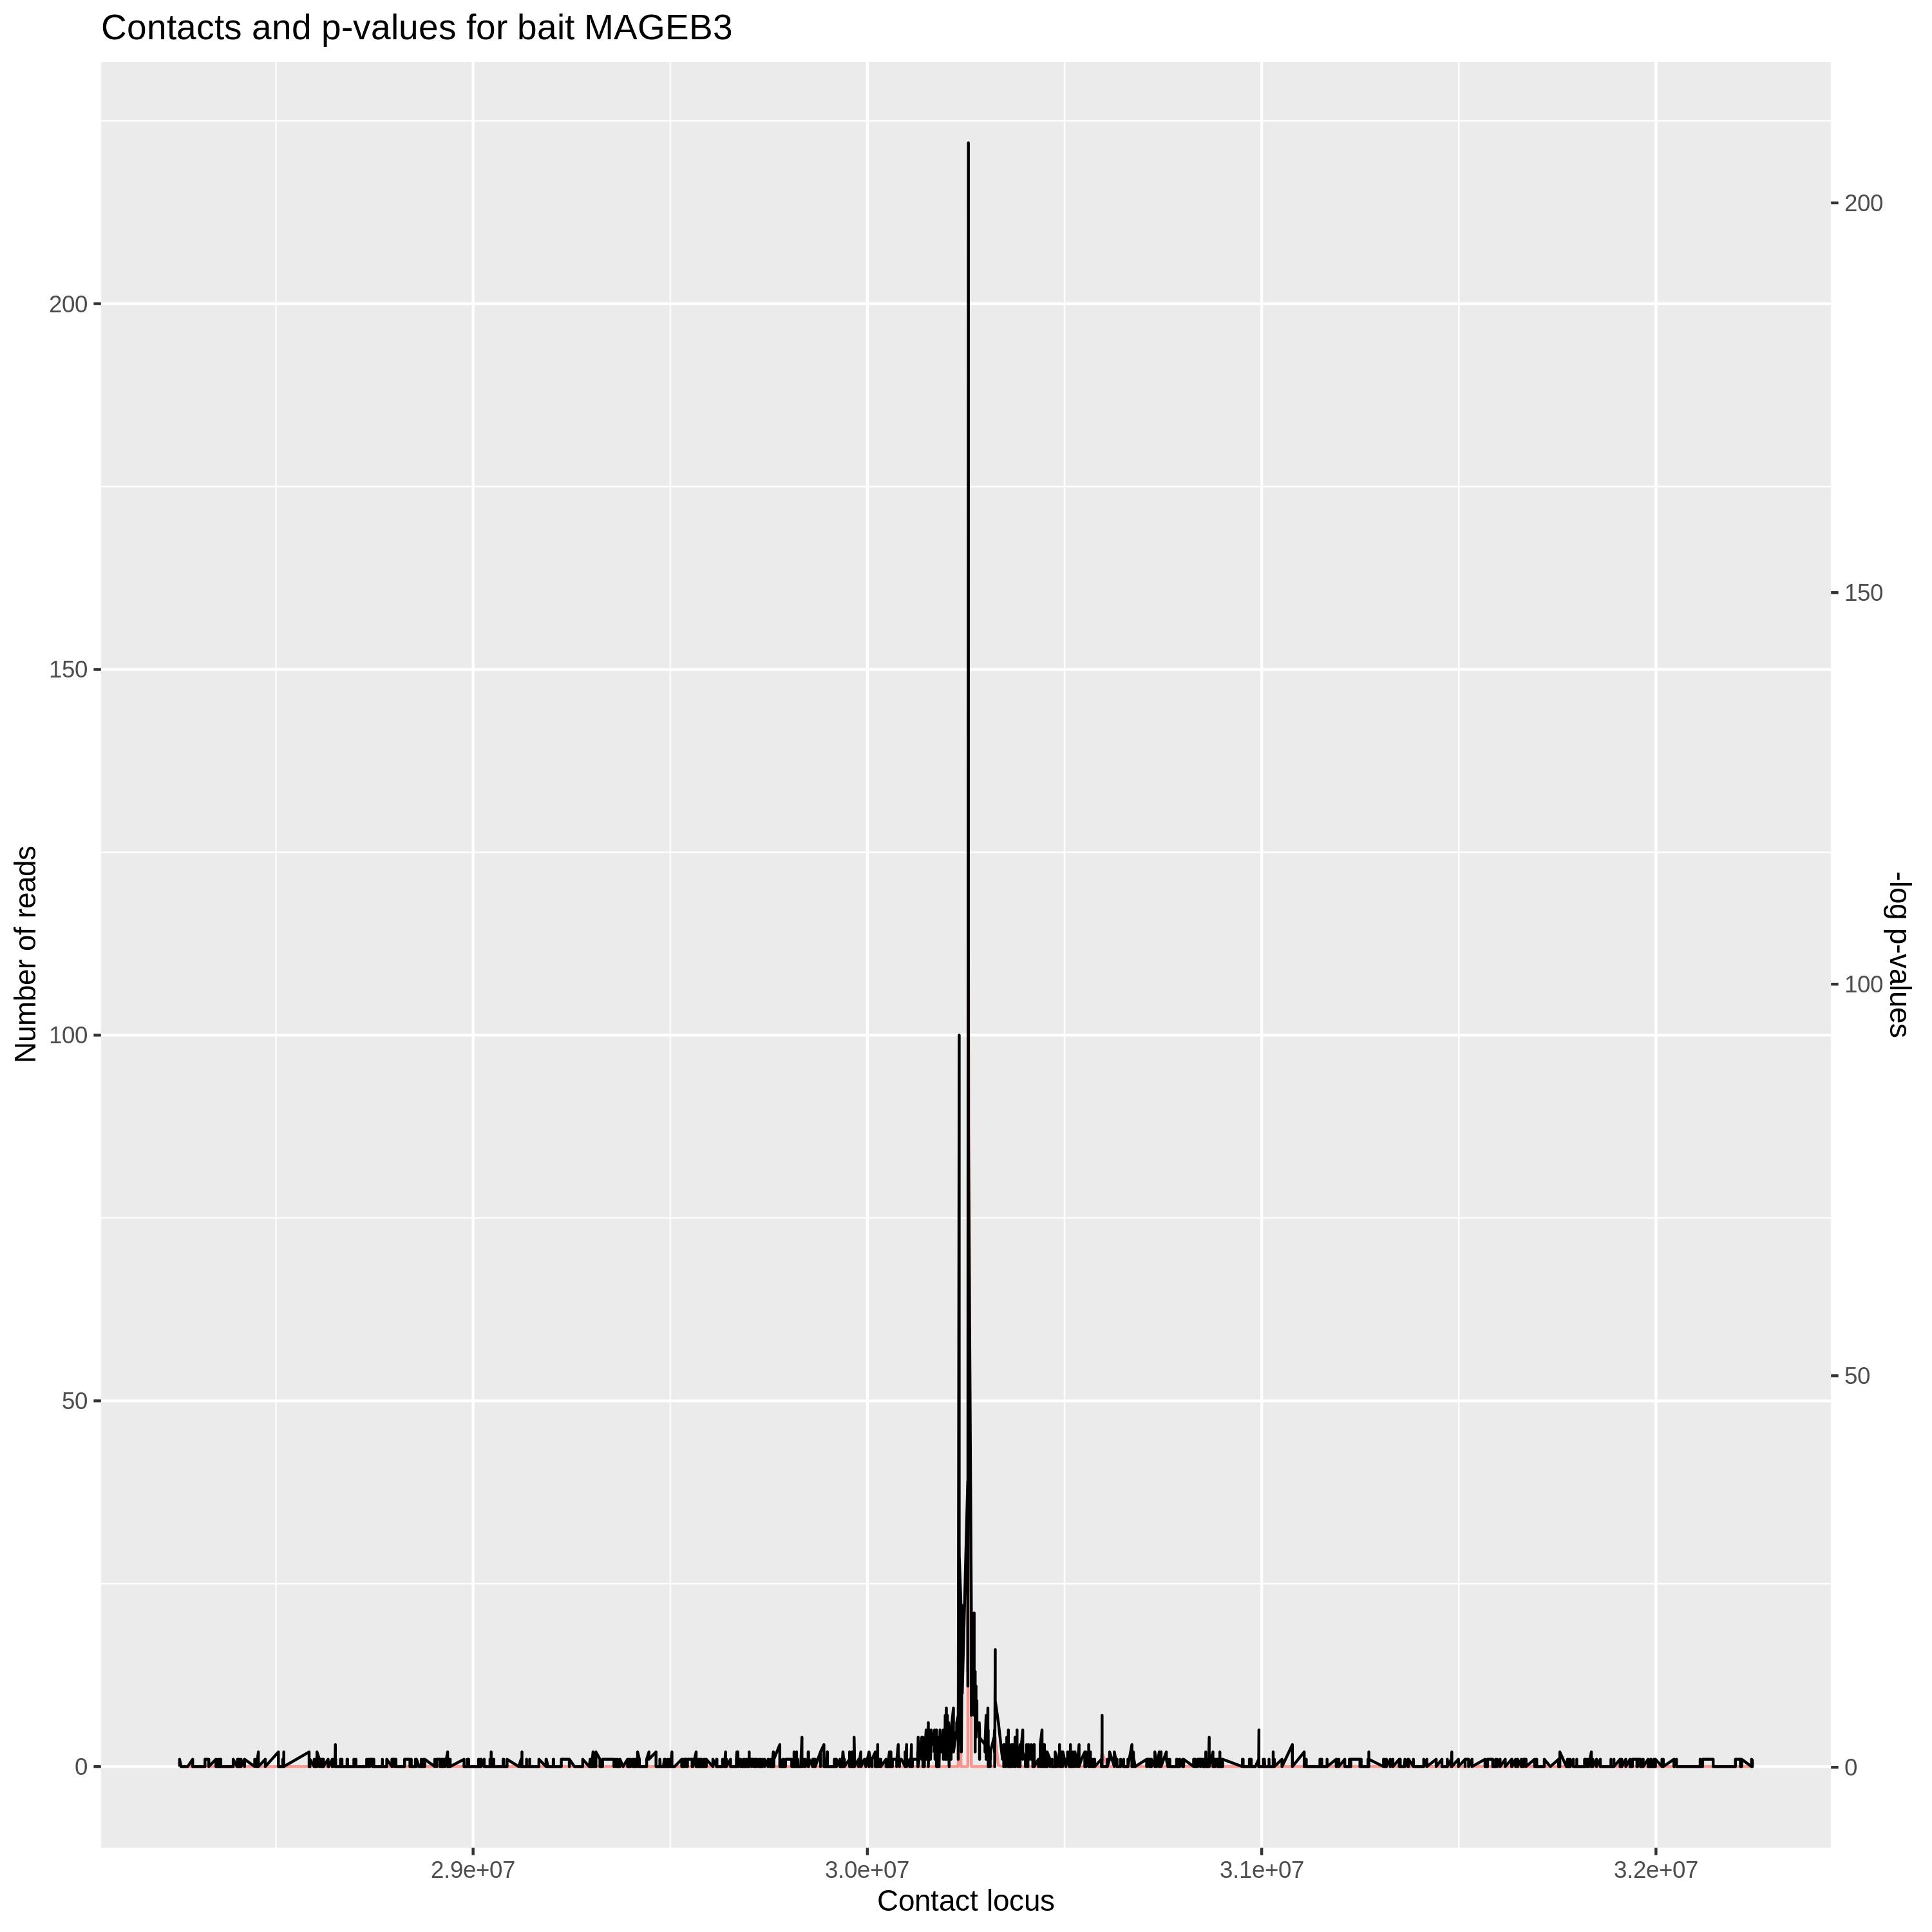 Contacts and p-values for bait MAGEB3
200
150
100
50
0
Number of reads
200
150
100
50
0
-log p-values
2.9e+07
3.0e+07
3.1e+07
3.2e+07
Contact locus